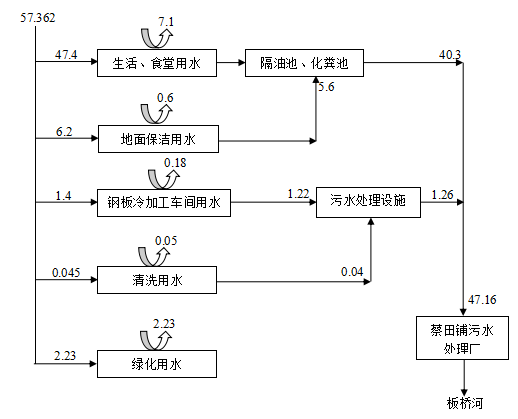 57.362
7.1
47.4
生活、食堂用水
隔油池、化粪池
40.3
5.6
0.6
6.2
地面保洁用水
0.18
1.4
钢板冷加工车间用水
1.22
污水处理设施
1.26
0.05
0.045
清洗用水
0.04
47.16
2.23
2.23
绿化用水
蔡田铺污水
处理厂
板桥河